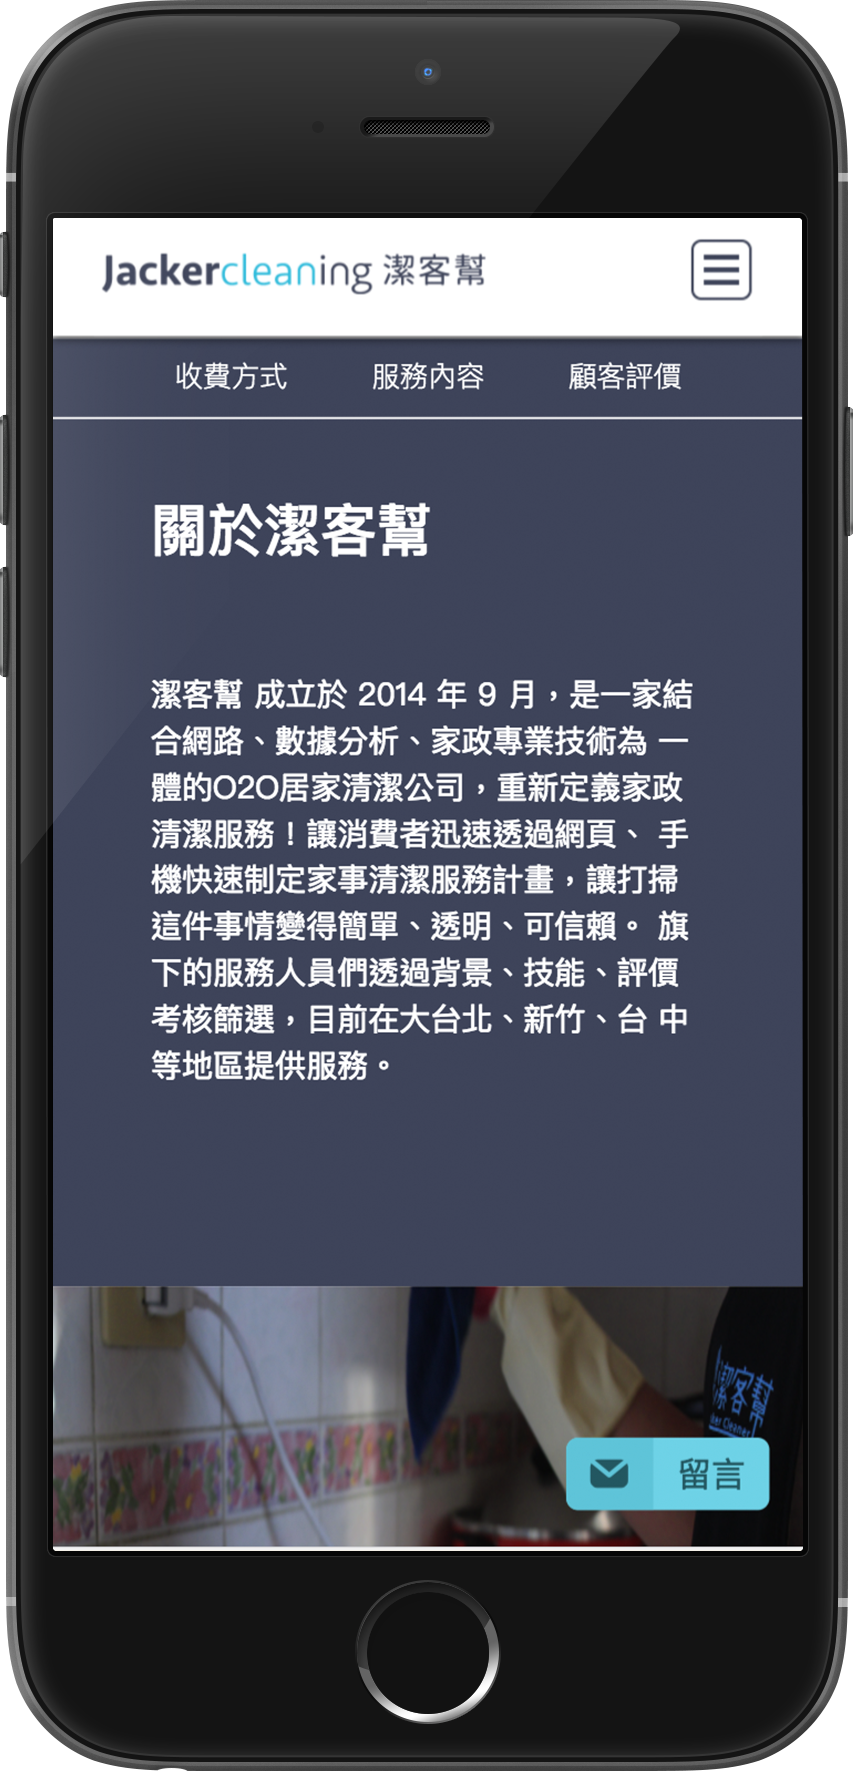 Jackercleaning 潔客幫
收費方式 服務內容 顧客評價
關於潔客幫
潔客幫 成立於 2014 年 9 月，是一家結
合網路、數據分析、家政專業技術為 一
體的O2O居家清潔公司，重新定義家政
清潔服務！讓消費者迅速透過網頁、 手
機快速制定家事清潔服務計畫，讓打掃
這件事情變得簡單、透明、可信賴。 旗
下的服務人員們透過背景、技能、評價
考核篩選，目前在大台北、新竹、台 中
等地區提供服務。
潔客幫
ker Cleaner
留言